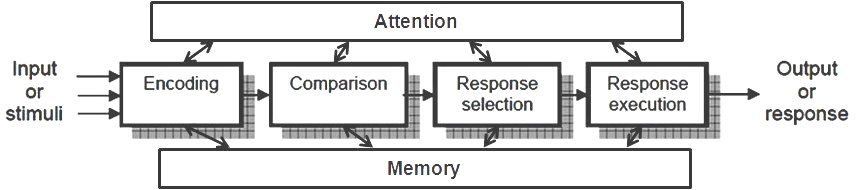 Attention
Input
or
stimuli
Encoding
Comparison
Response
selection
Response
execution
Output
or
response
Memory